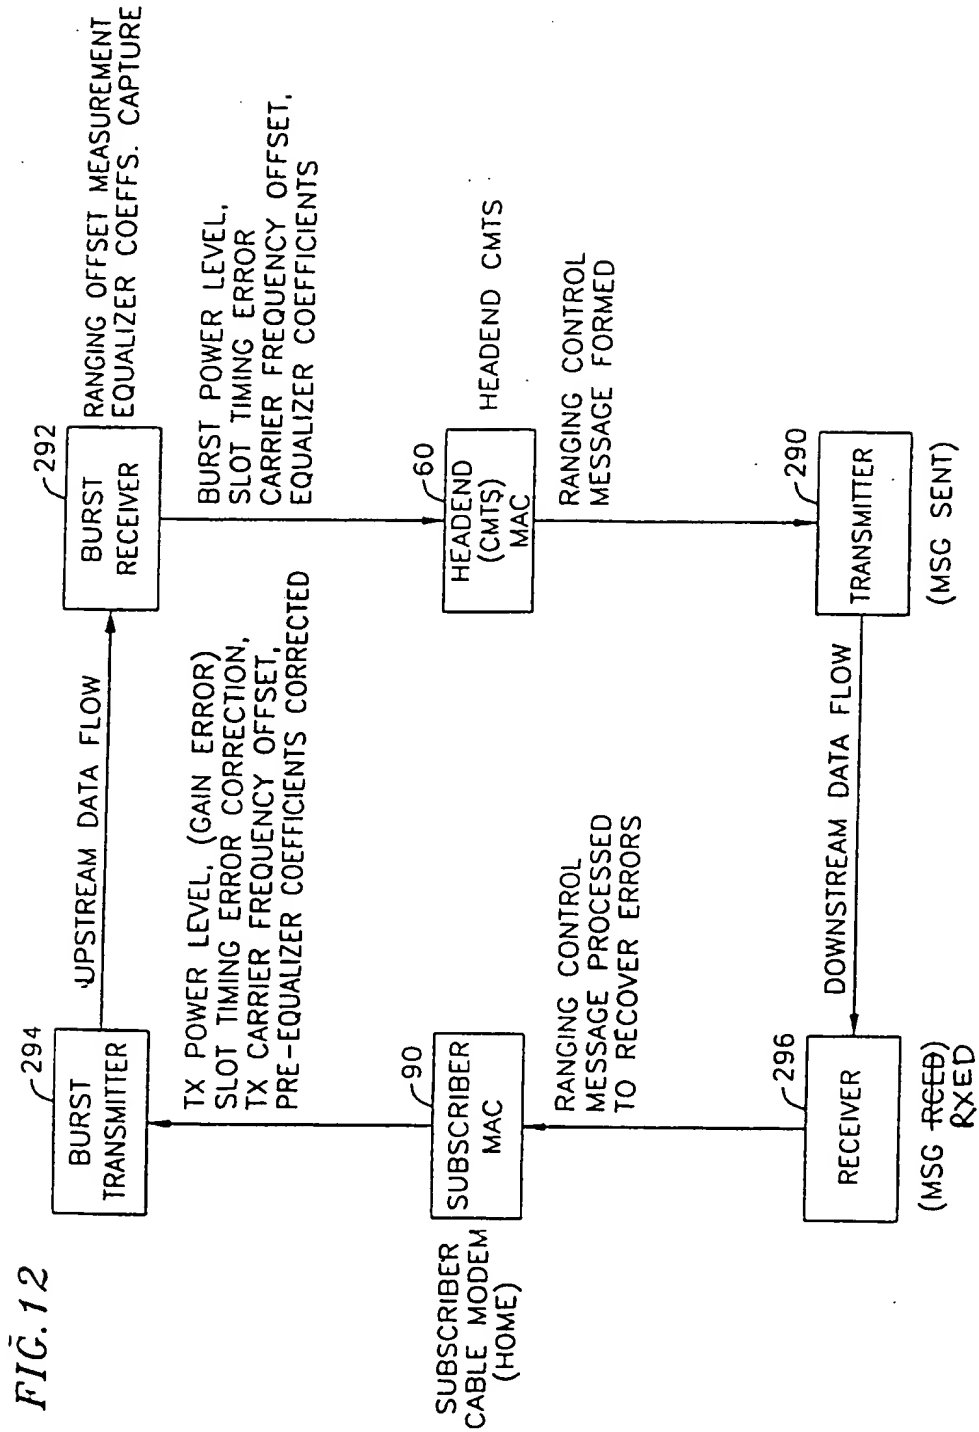 FIG. 12
294
BURST
TRANSMITTER
UPSTREAM DATA FLOW
292
BURST
RECEIVER
RANGING OFFSET MEASUREMENT
EQUALIZER COEFFS. CAPTURE
TX POWER LEVEL, (GAIN ERROR)
SLOT TIMING ERROR CORRECTION,
TX CARRIER FREQUENCY OFFSET,
PRE-EQUALIZER COEFFICIENTS CORRECTED
BURST POWER LEVEL,
SLOT TIMING ERROR
CARRIER FREQUENCY OFFSET,
EQUALIZER COEFFICIENTS
SUBSCRIBER
CABLE MODEM
(HOME)
90
SUBSCRIBER
MAC
60
HEADEND
(CMTS)
MAC
HEADEND CMTS
RANGING CONTROL
MESSAGE PROCESSED
TO RECOVER ERRORS
RANGING CONTROL
MESSAGE FORMED
296
RECEIVER
DOWNSTREAM DATA FLOW
290
TRANSMITTER
(MSG RCED)
RXED
(MSG SENT)